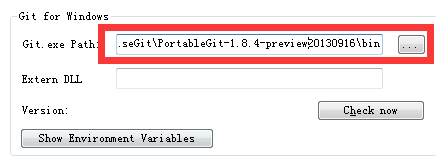 Git for Windows
Git.exe Path: .seGit\PortableGit-1.8.4-preview20130916\bin ...
Extern DLL
Version: Check now
Show Environment Variables